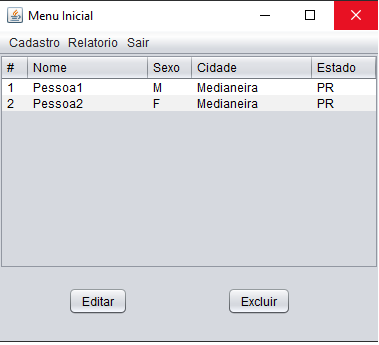 Menu Inicial
Cadastro Relatorio Sair
# Nome Sexo Cidade Estado
1 Pessoa1 M Medianeira PR
2 Pessoa2 F Medianeira PR
Editar Excluir